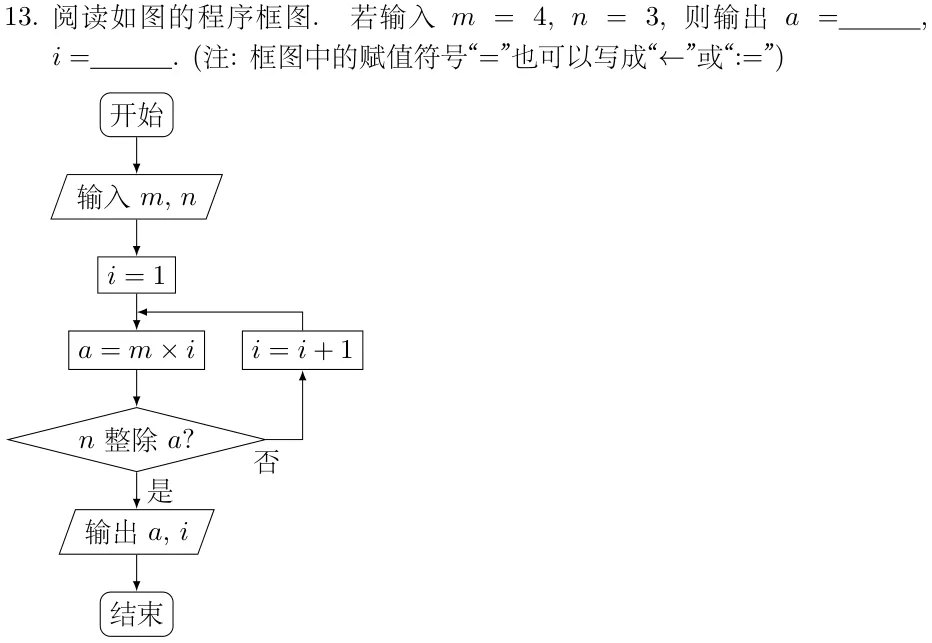 13. 阅读如图的程序框图. 若输入 m = 4, n = 3, 则输出 a =______,
i =______. (注: 框图中的赋值符号“=”也可以写成“←”或“:=”)
开始
输入 m, n
i = 1
a = m × i
i = i + 1
n 整除 a?
否
是
输出 a, i
结束